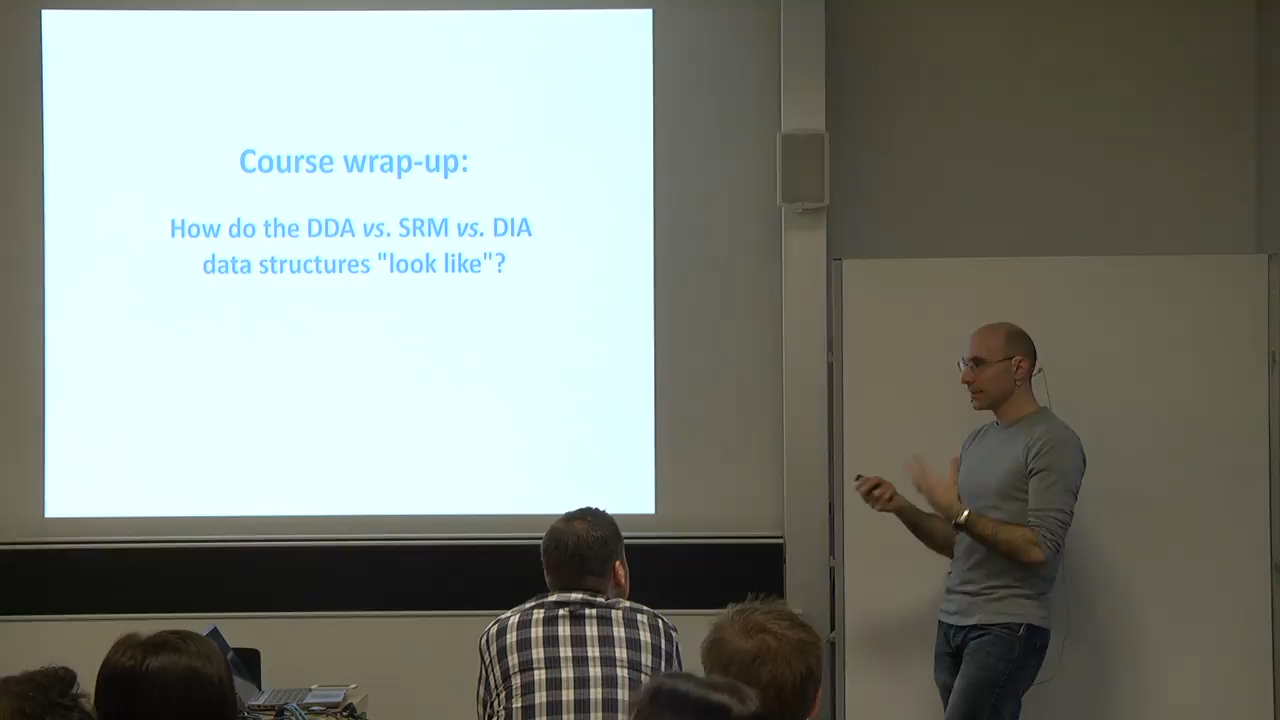 Course wrap-up:
How do the DDA vs. SRM vs. DIA
data structures "look like"?